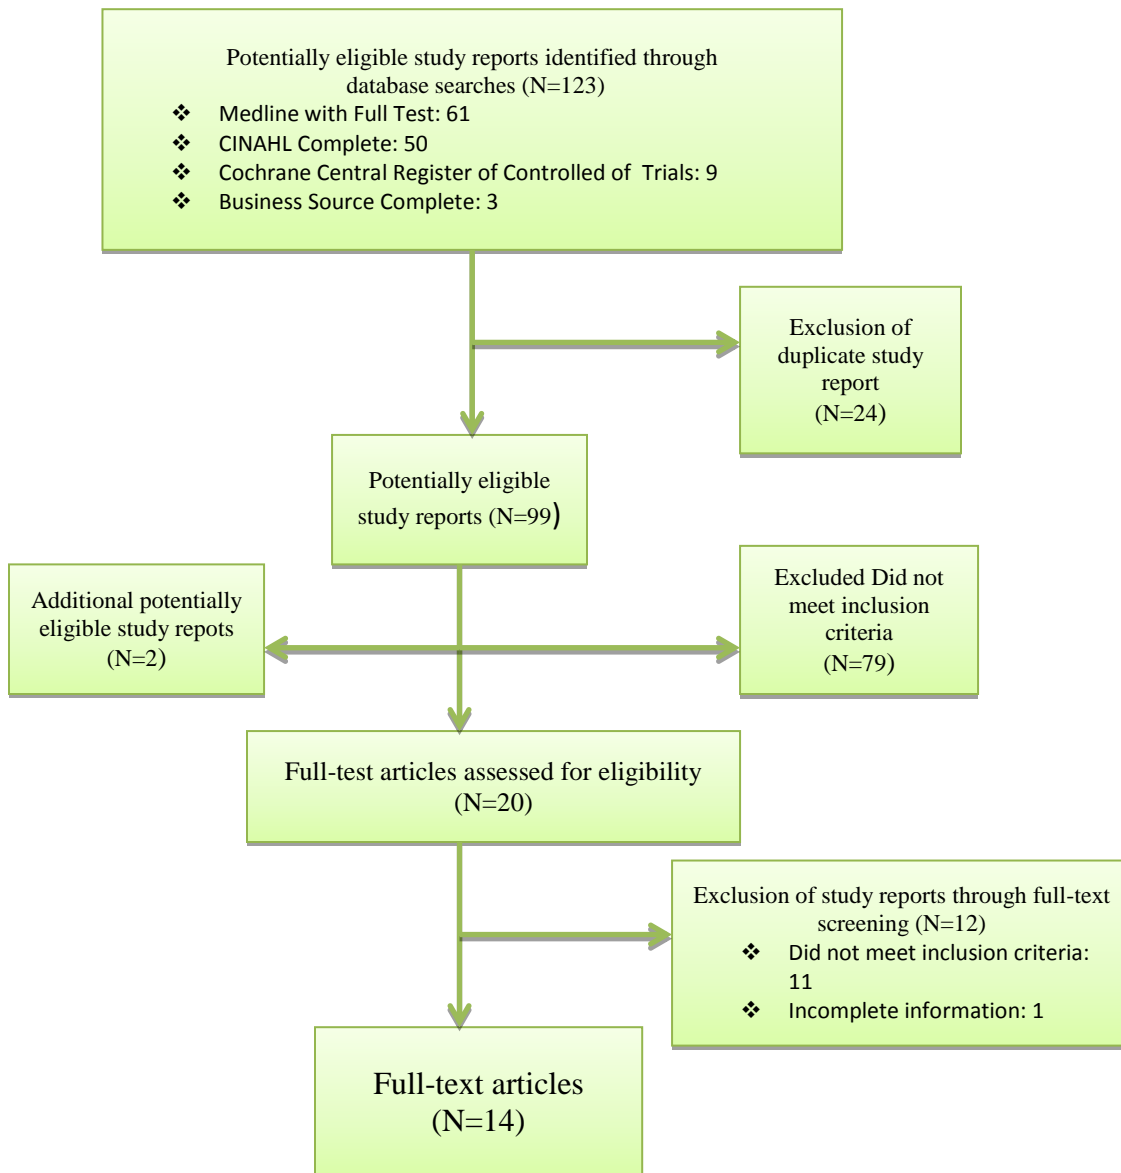 Potentially eligible study reports identified through
database searches (N=123)
❖ Medline with Full Test: 61
❖ CINAHL Complete: 50
❖ Cochrane Central Register of Controlled of Trials: 9
❖ Business Source Complete: 3
Exclusion of
duplicate study
report
(N=24)
Potentially eligible
study reports (N=99)
Additional potentially
eligible study repots
(N=2)
Excluded Did not
meet inclusion
criteria
(N=79)
Full-test articles assessed for eligibility
(N=20)
Exclusion of study reports through full-text
screening (N=12)
❖ Did not meet inclusion criteria:
11
❖ Incomplete information: 1
Full-text articles
(N=14)